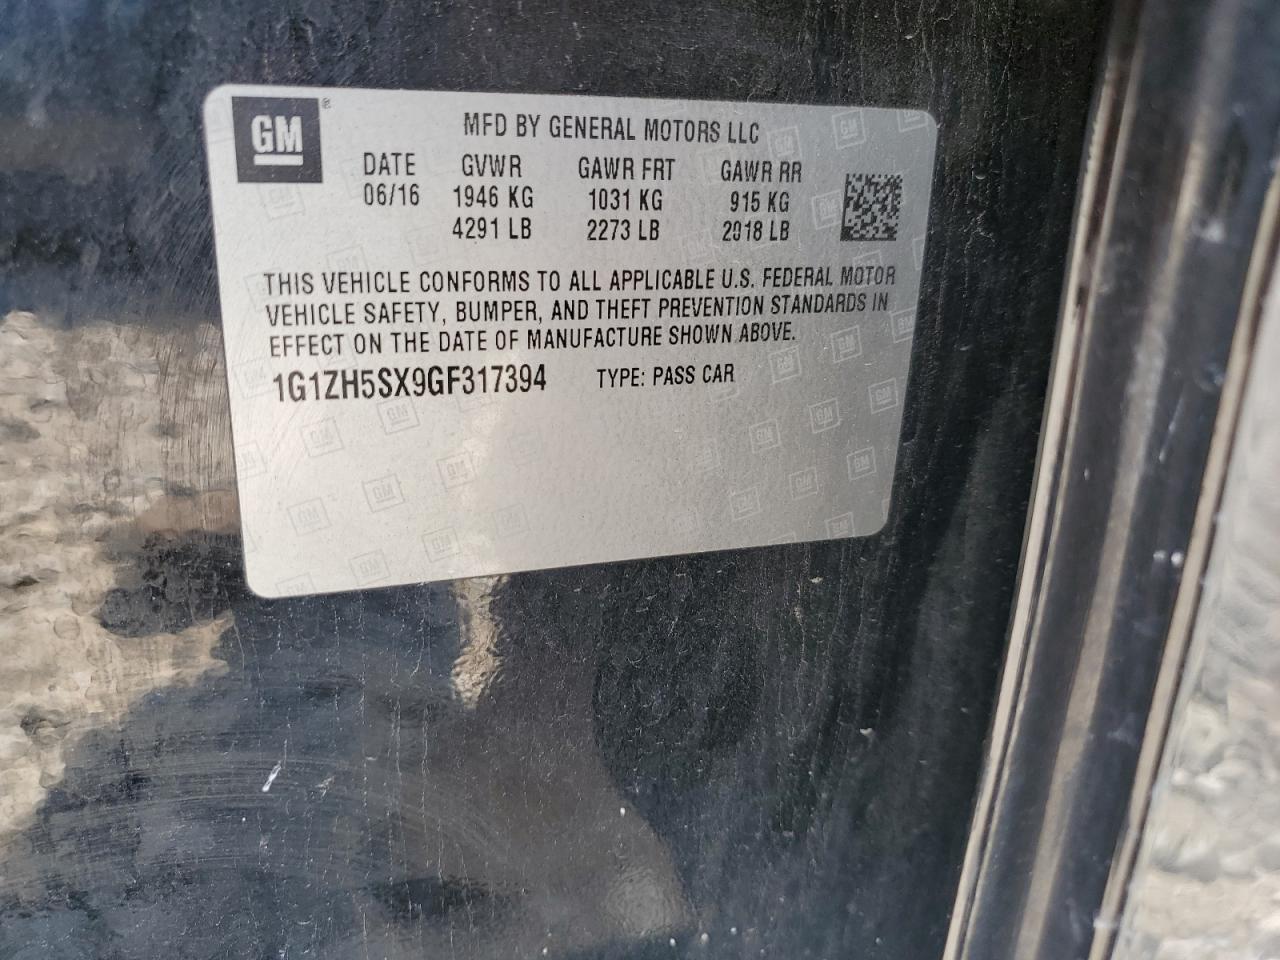 GM ® MFD BY GENERAL MOTORS LLC
DATE GVWR GAWR FRT GAWR RR
06/16 1946 KG 1031 KG 915 KG
4291 LB 2273 LB 2018 LB
THIS VEHICLE CONFORMS TO ALL APPLICABLE U.S. FEDERAL MOTOR
VEHICLE SAFETY, BUMPER, AND THEFT PREVENTION STANDARDS IN
EFFECT ON THE DATE OF MANUFACTURE SHOWN ABOVE.
1G1ZH5SX9GF317394 TYPE: PASS CAR